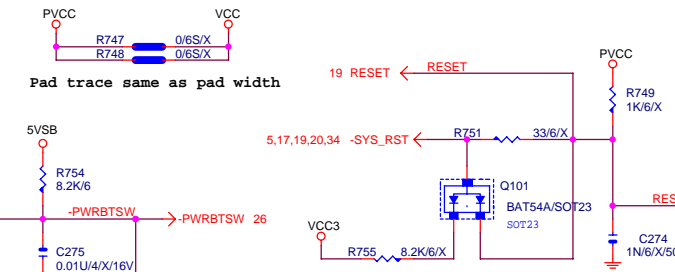 PVCC VCC
R747 0/6S/X
R748 0/6S/X
Pad trace same as pad width
19 RESET RESET
PVCC
R749
1K/6/X
5VSB
5,17,19,20,34 -SYS_RST R751 33/6/X
R754
8.2K/6
Q101
BAT54A/SOT23
SOT23
-PWRBTSW -PWRBTSW 26
VCC3
R755 8.2K/6/X
C275
0.01U/4/X/16V
C274